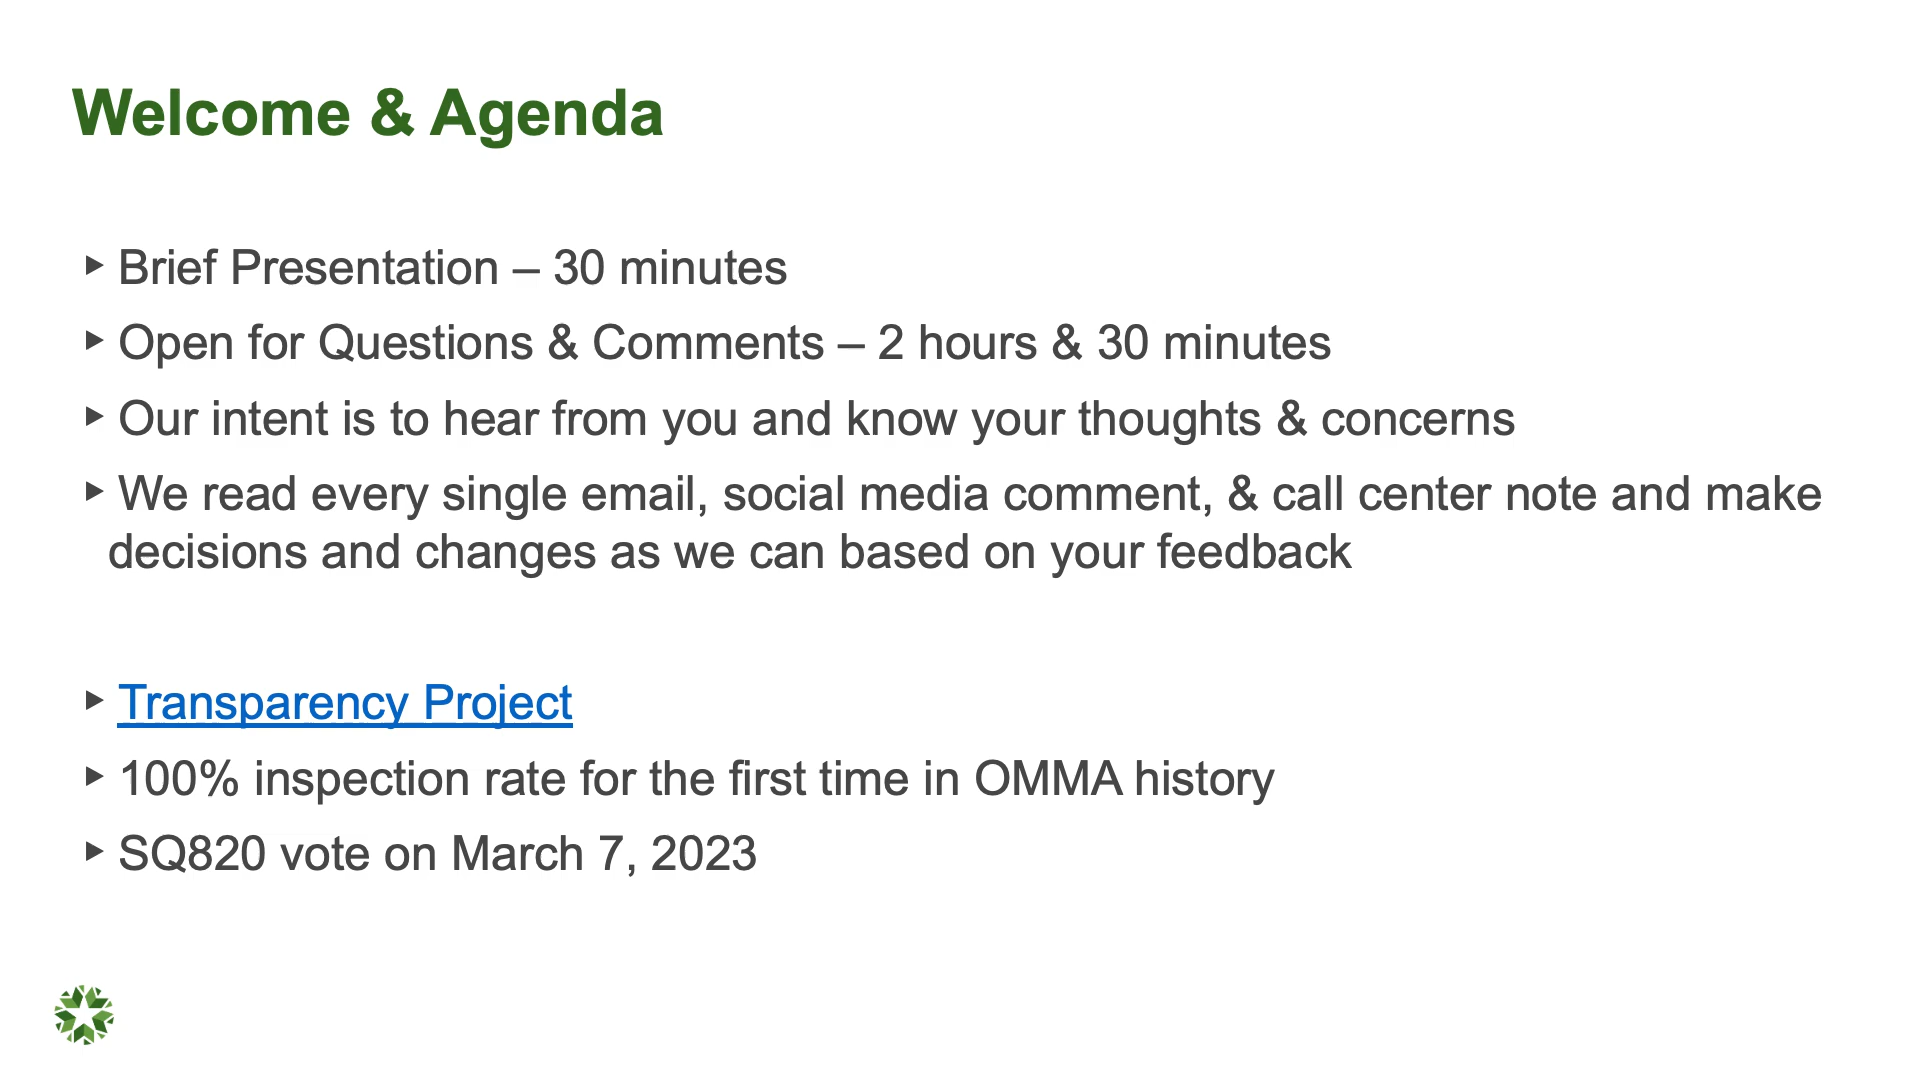 Welcome & Agenda
‣ Brief Presentation – 30 minutes
‣ Open for Questions & Comments – 2 hours & 30 minutes
‣ Our intent is to hear from you and know your thoughts & concerns
‣ We read every single email, social media comment, & call center note and make
decisions and changes as we can based on your feedback
‣ Transparency Project
‣ 100% inspection rate for the first time in OMMA history
‣ SQ820 vote on March 7, 2023